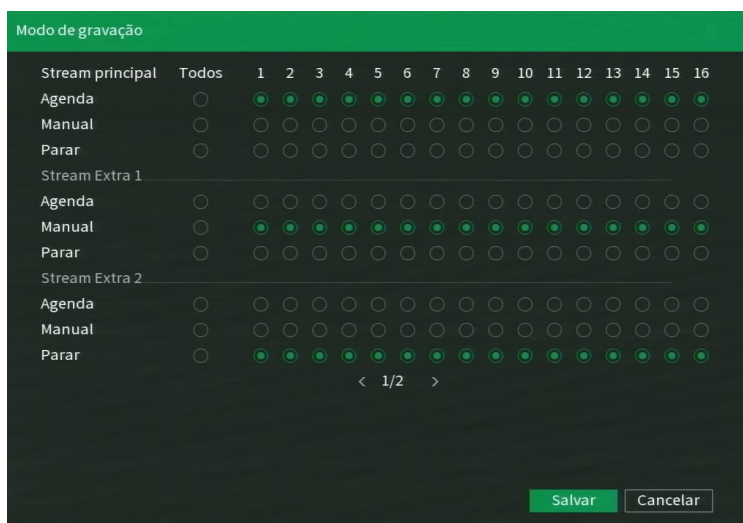 Modo de gravação
Stream principal Todos 1 2 3 4 5 6 7 8 9 10 11 12 13 14 15 16
Agenda
Manual
Parar
Stream Extra 1
Agenda
Manual
Parar
Stream Extra 2
Agenda
Manual
Parar
< 1/2 >
Salvar Cancelar